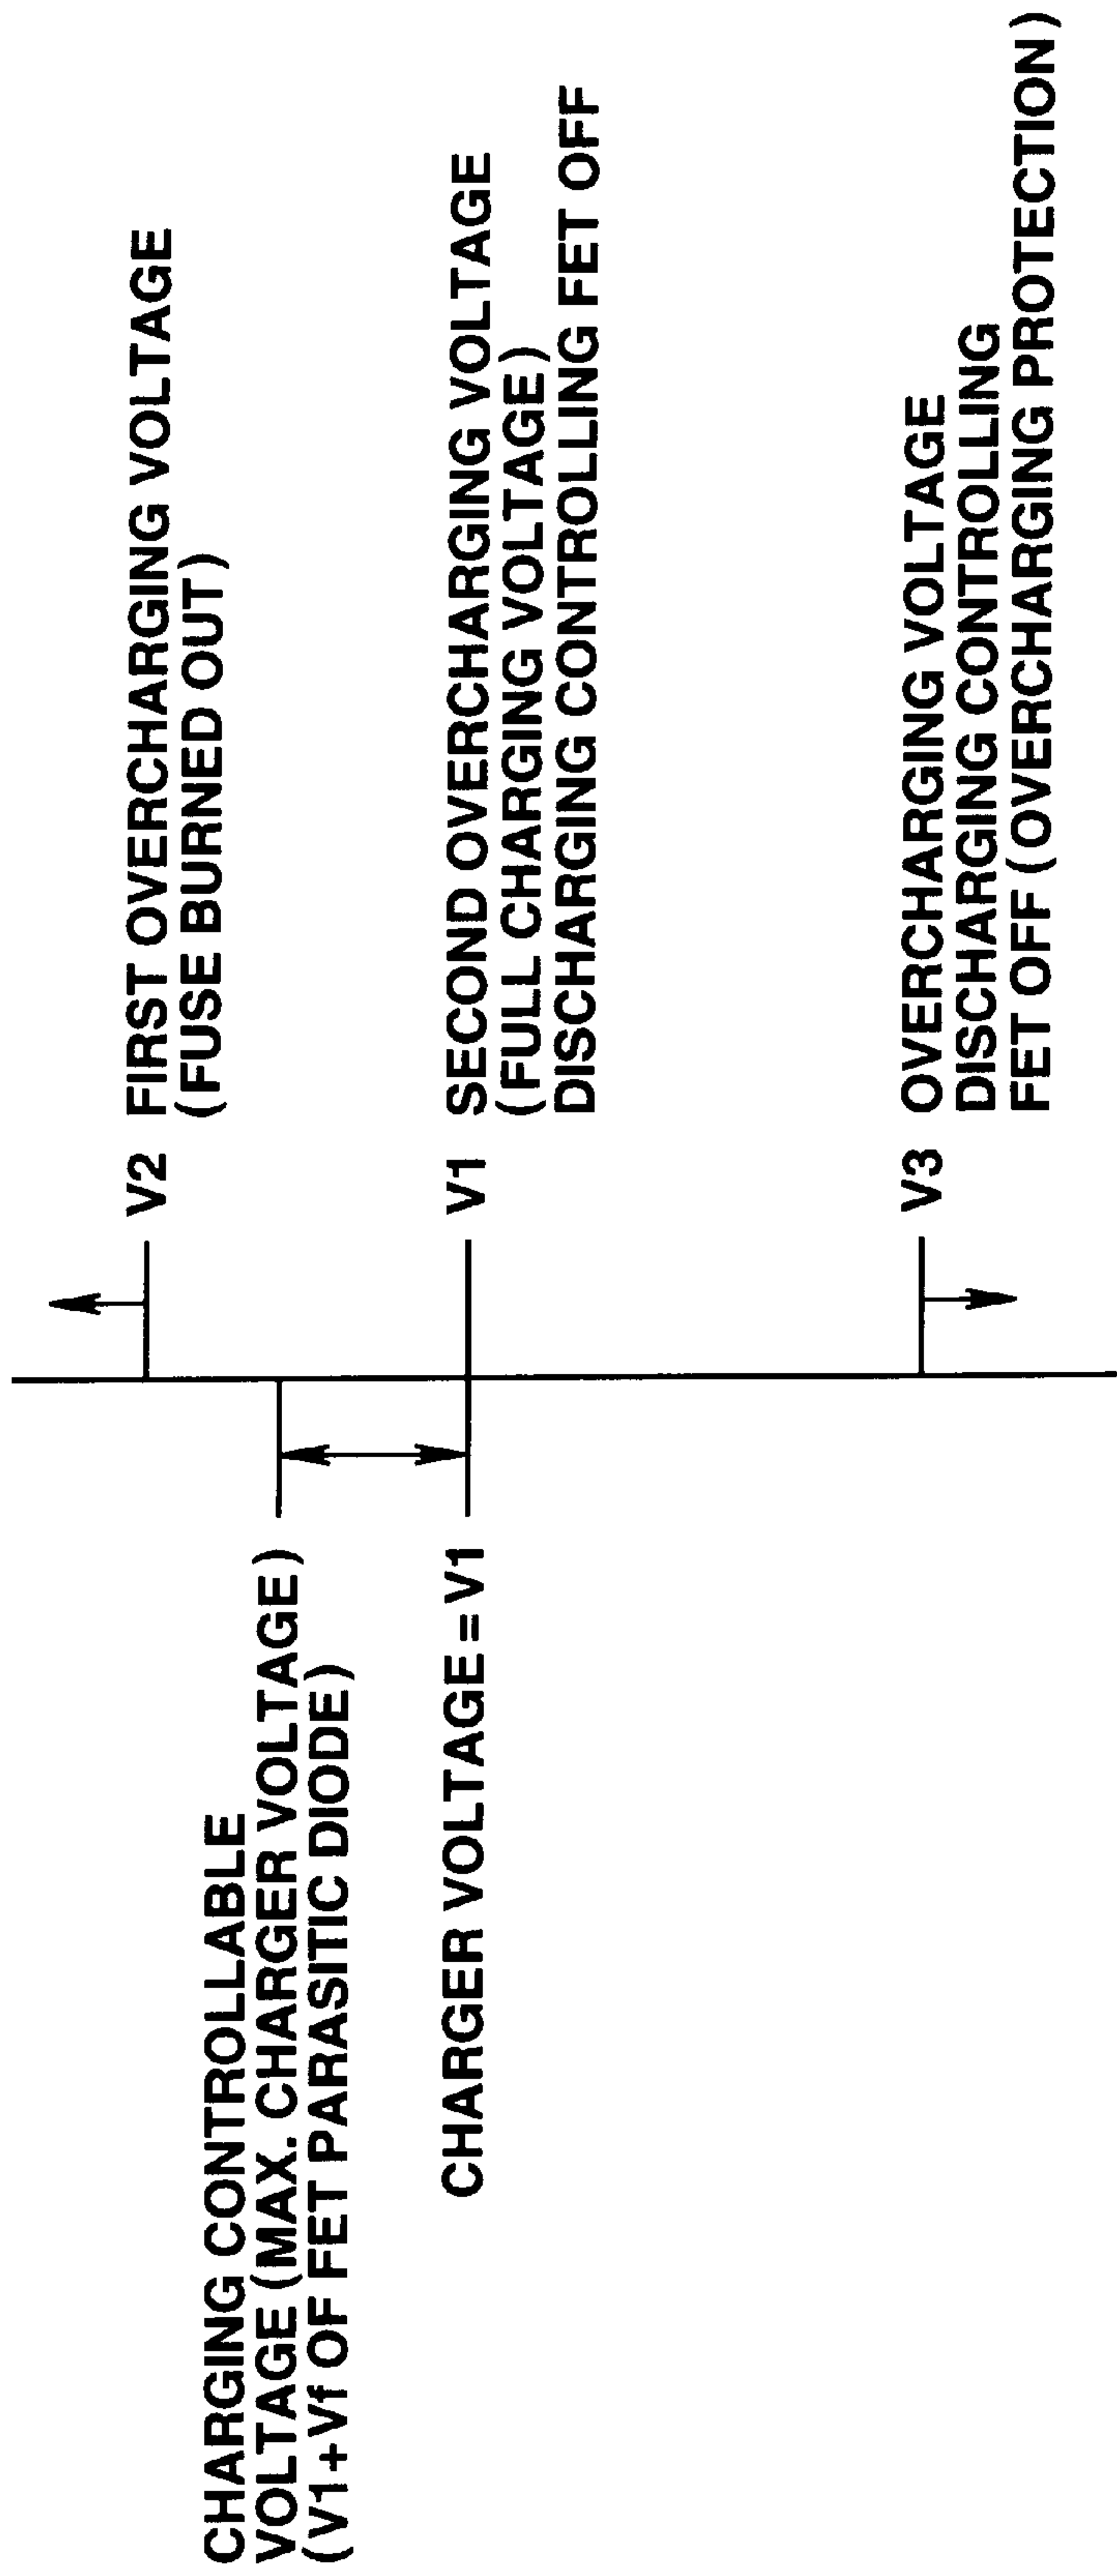 CHARGING CONTROLLABLE
VOLTAGE (MAX. CHARGER VOLTAGE)
(V1+Vf OF FET PARASITIC DIODE)
CHARGER VOLTAGE = V1
V2 FIRST OVERCHARGING VOLTAGE
(FUSE BURNED OUT)
V1 SECOND OVERCHARGING VOLTAGE
(FULL CHARGING VOLTAGE)
DISCHARGING CONTROLLING FET OFF
V3 OVERCHARGING VOLTAGE
DISCHARGING CONTROLLING
FET OFF (OVERCHARGING PROTECTION)